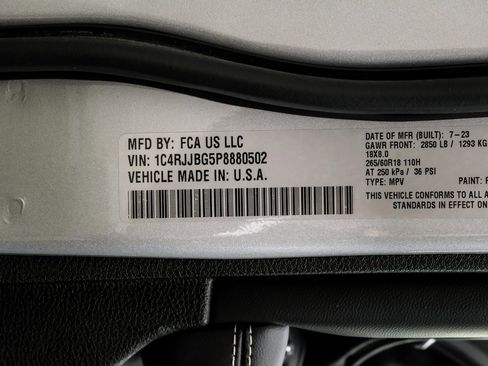 MFD BY: FCA US LLC
VIN: 1C4RJJBG5P8880502
VEHICLE MADE IN: U.S.A.
DATE OF MFR (BUILT): 7-23
GAWR FRONT: 2850 LB / 1293 KG
18X8.0
265/60R18 110H
AT 250 kPa / 36 PSI
TYPE: MPV PAINT:
THIS VEHICLE CONFORMS TO ALL
STANDARDS IN EFFECT ON